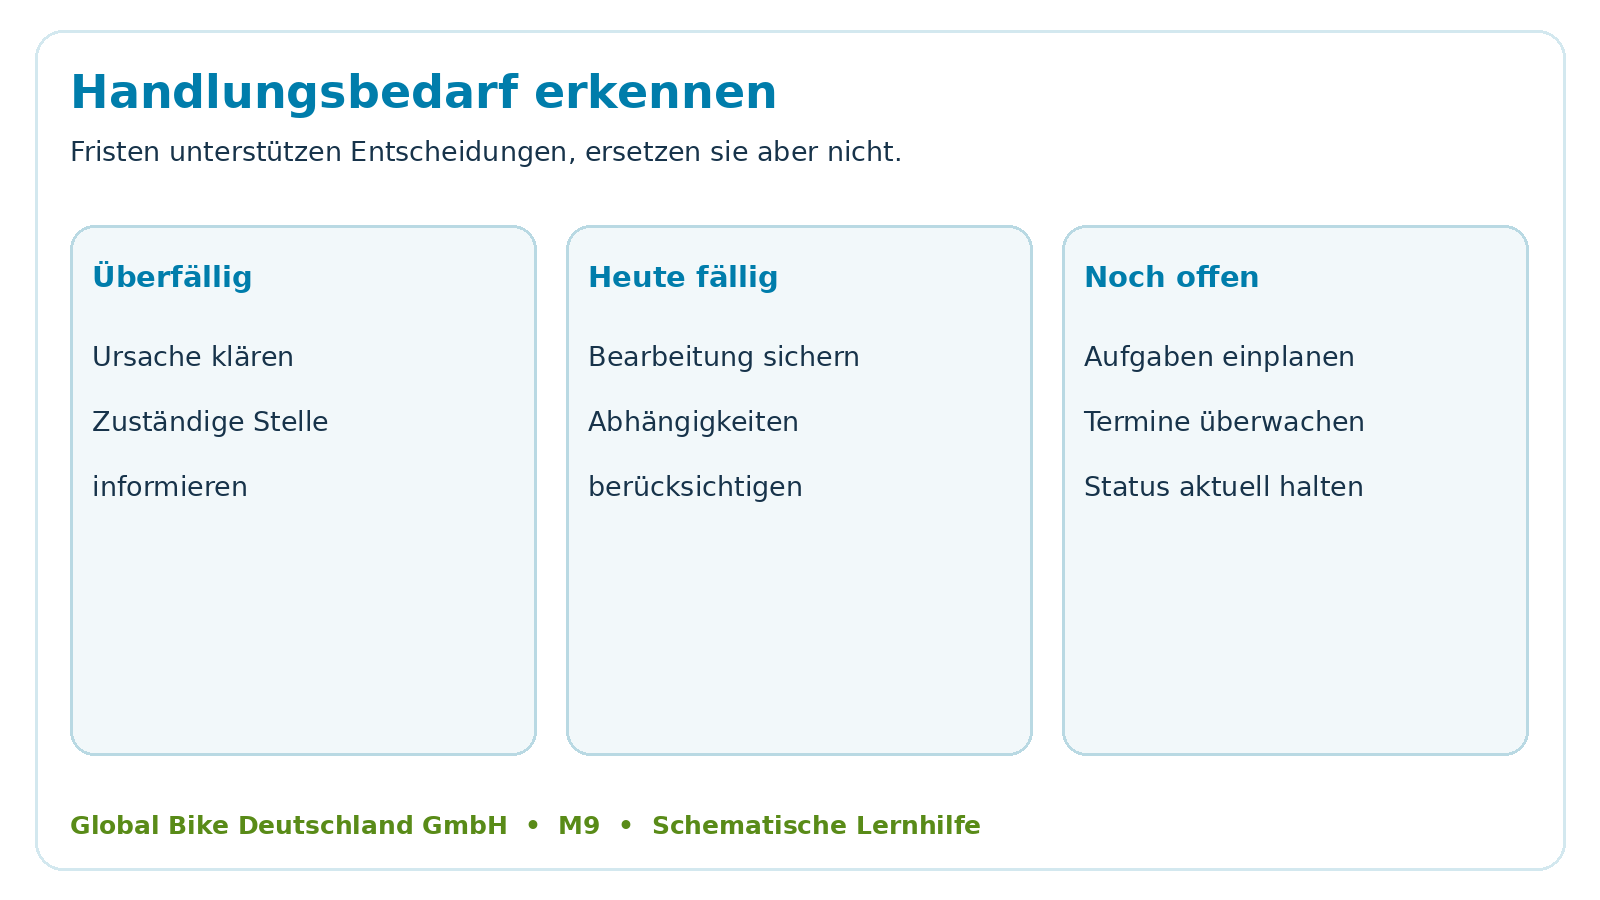 Handlungsbedarf erkennen
Fristen unterstützen Entscheidungen, ersetzen sie aber nicht.
Überfällig
Ursache klären
Zuständige Stelle
informieren
Heute fällig
Bearbeitung sichern
Abhängigkeiten
berücksichtigen
Noch offen
Aufgaben einplanen
Termine überwachen
Status aktuell halten
Global Bike Deutschland GmbH • M9 • Schematische Lernhilfe